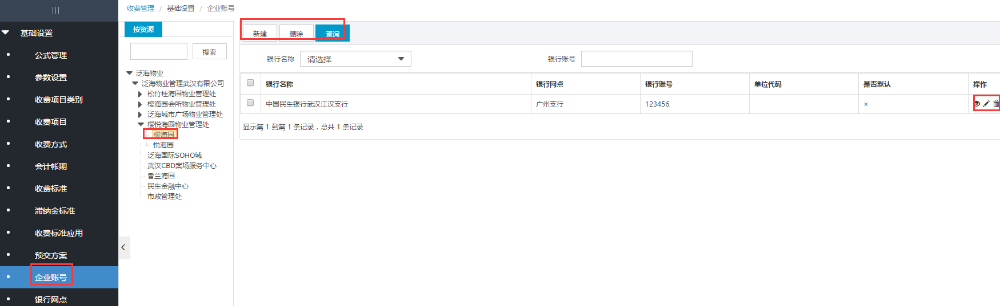 收费管理 / 基础设置 / 企业账号
基础设置
公式管理
参数设置
收费项目类别
收费项目
收费方式
会计帐期
收费标准
滞纳金标准
收费标准应用
预交方案
企业账号
银行网点
按资源
搜索
泛海物业
泛海物业管理武汉有限公司
松竹桂海园物业管理处
樱海园会所物业管理处
泛海城市广场物业管理处
樱悦海园物业管理处
樱海园
悦海园
泛海国际SOHO城
武汉CBD案场服务中心
香兰海园
民生金融中心
市政管理处
新建 删除 查询
银行名称 请选择 银行账号
银行名称 银行网点 银行账号 单位代码 是否默认 操作
中国民生银行武汉江汉支行 广州支行 123456 ×
显示第 1 到第 1 条记录，总共 1 条记录